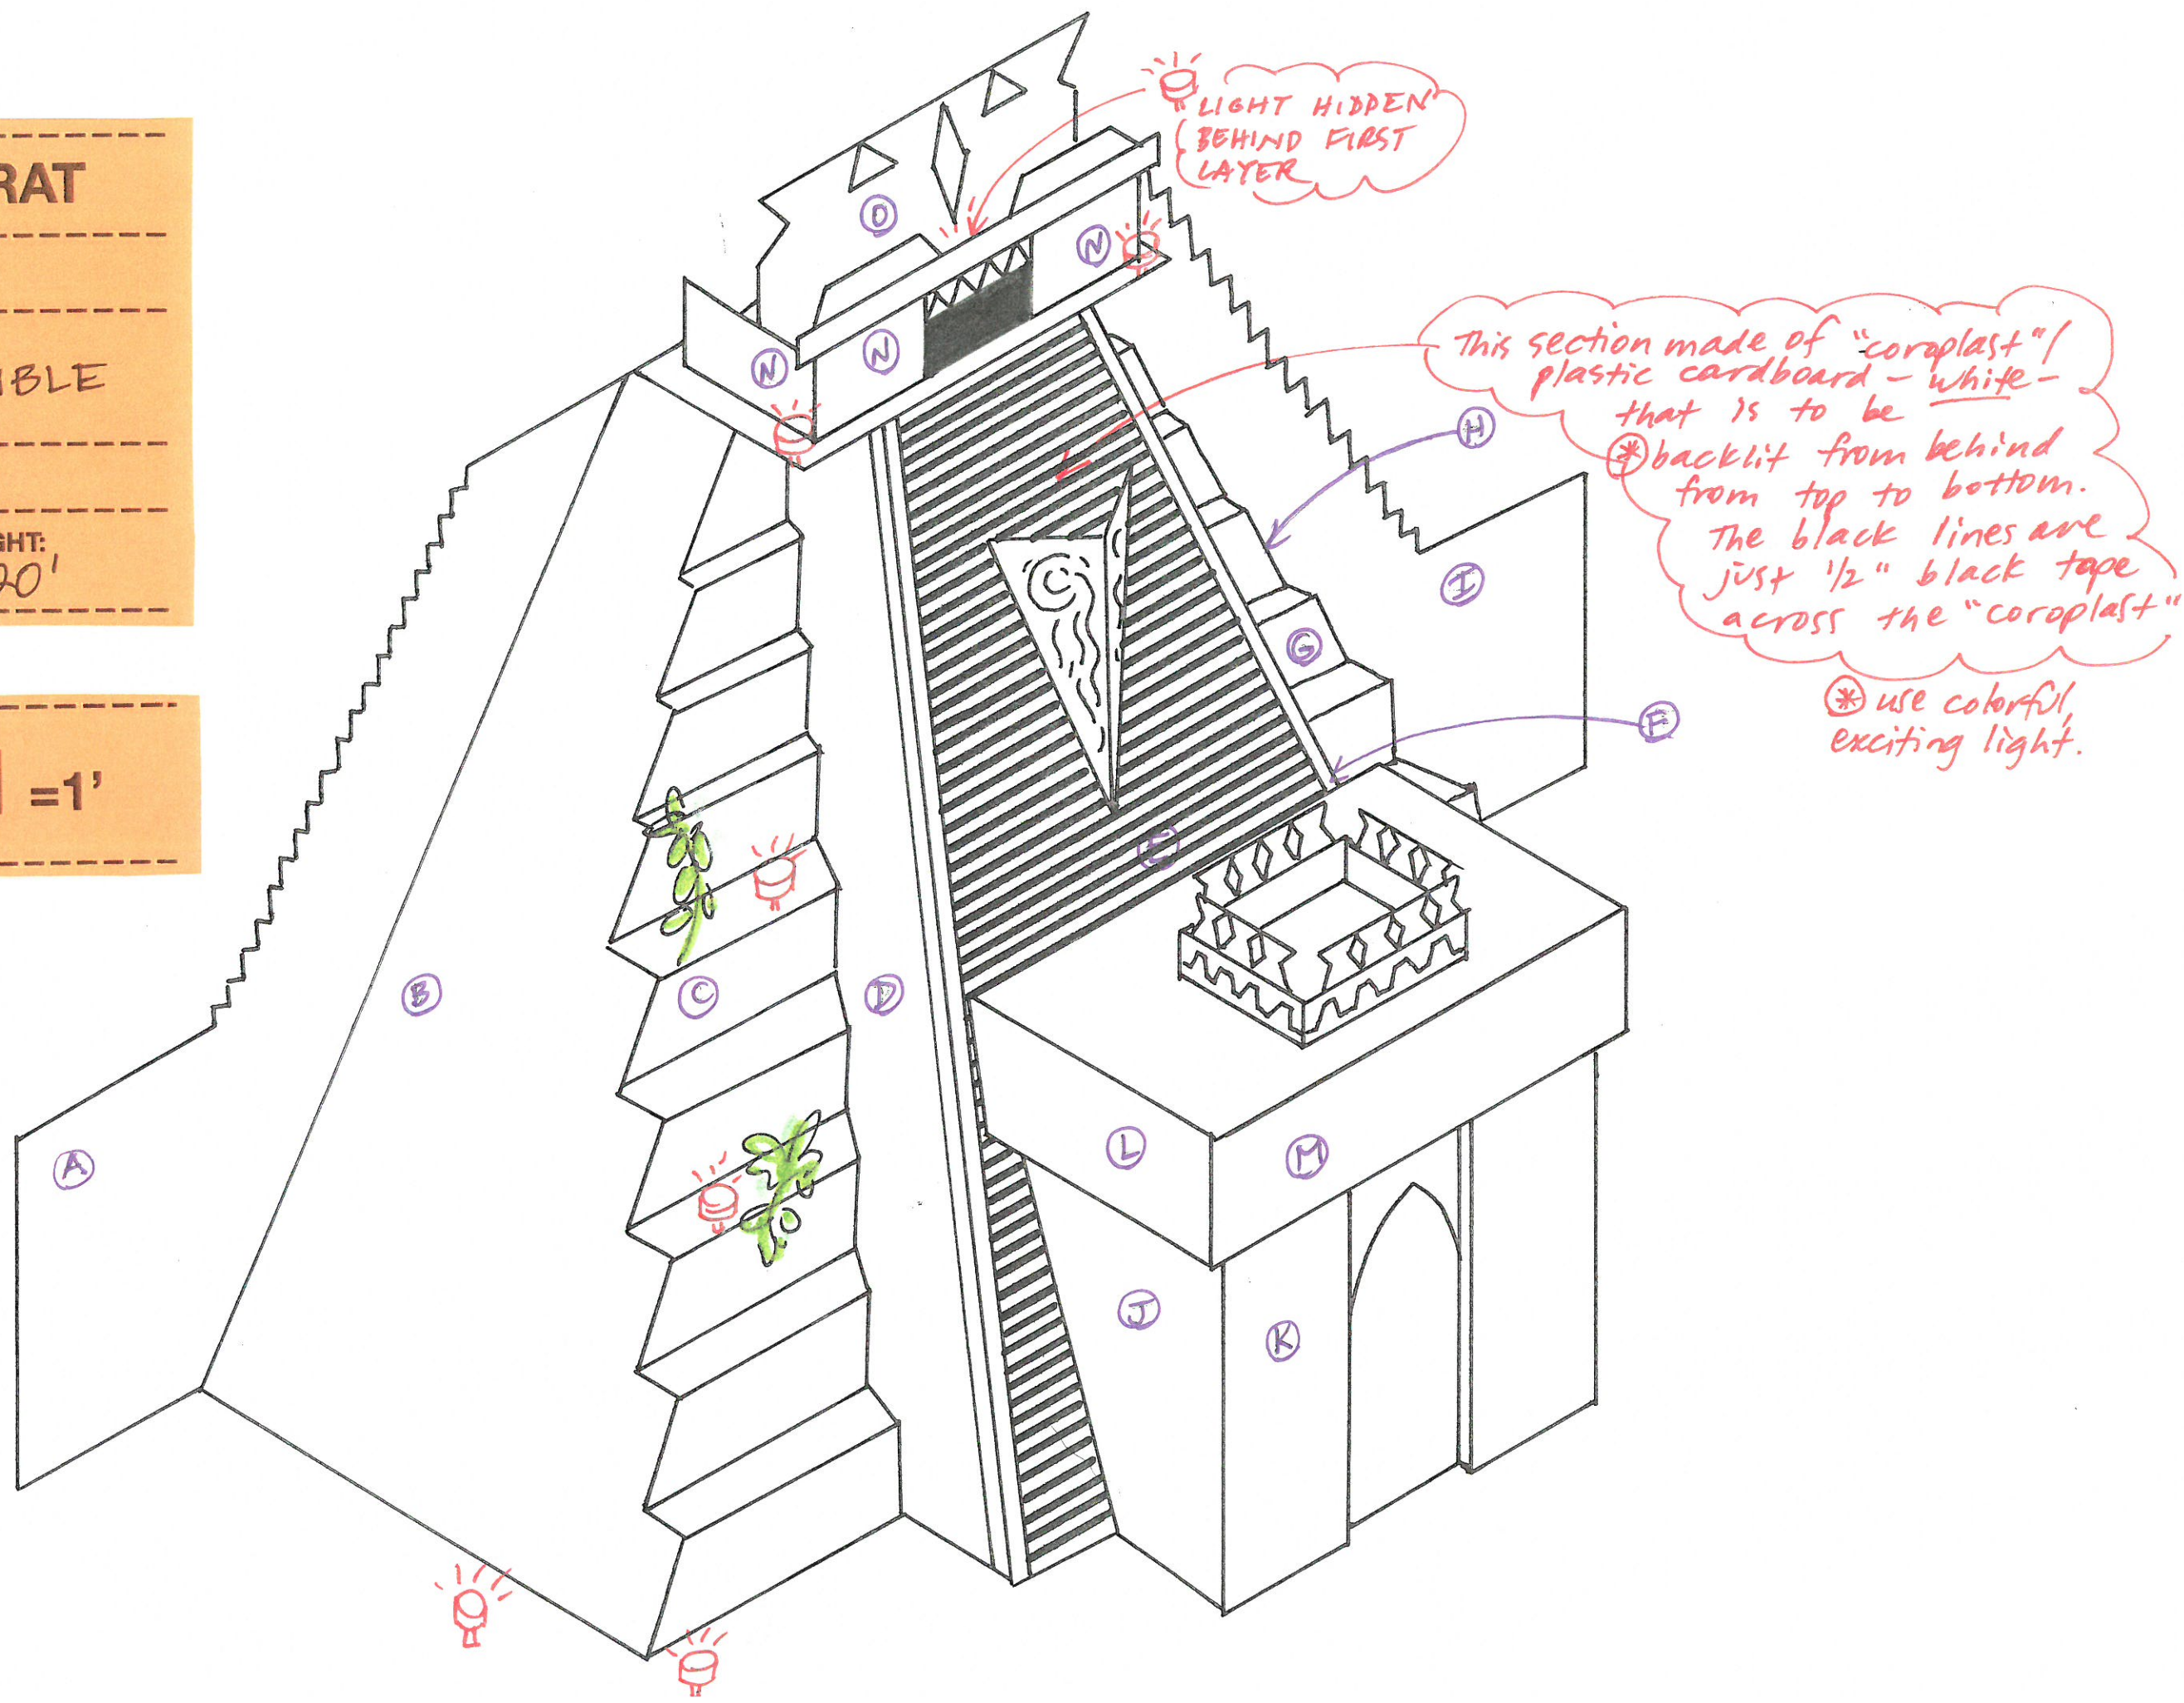 RAT
IBLE
GHT:
20'
=1'
LIGHT HIDDEN
BEHIND FIRST
LAYER
This section made of "coroplast"/
plastic cardboard - white -
that is to be
* backlit from behind
from top to bottom.
The black lines are
just 1/2" black tape
across the "coroplast"
* use colorful,
exciting light.
O
N
N
N
H
I
G
F
E
B
C
D
A
L
M
J
K